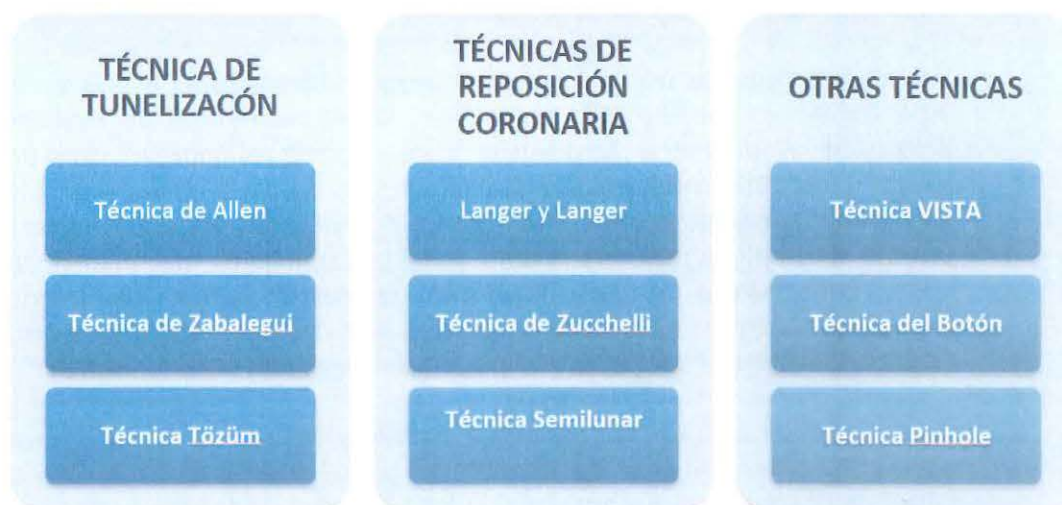 TÉCNICA DE
TUNELIZACÓN
Técnica de Allen
Técnica de Zabalegui
Técnica Tözüm
TÉCNICAS DE
REPOSICIÓN
CORONARIA
Langer y Langer
Técnica de Zucchelli
Técnica Semilunar
OTRAS TÉCNICAS
Técnica VISTA
Técnica del Botón
Técnica Pinhole